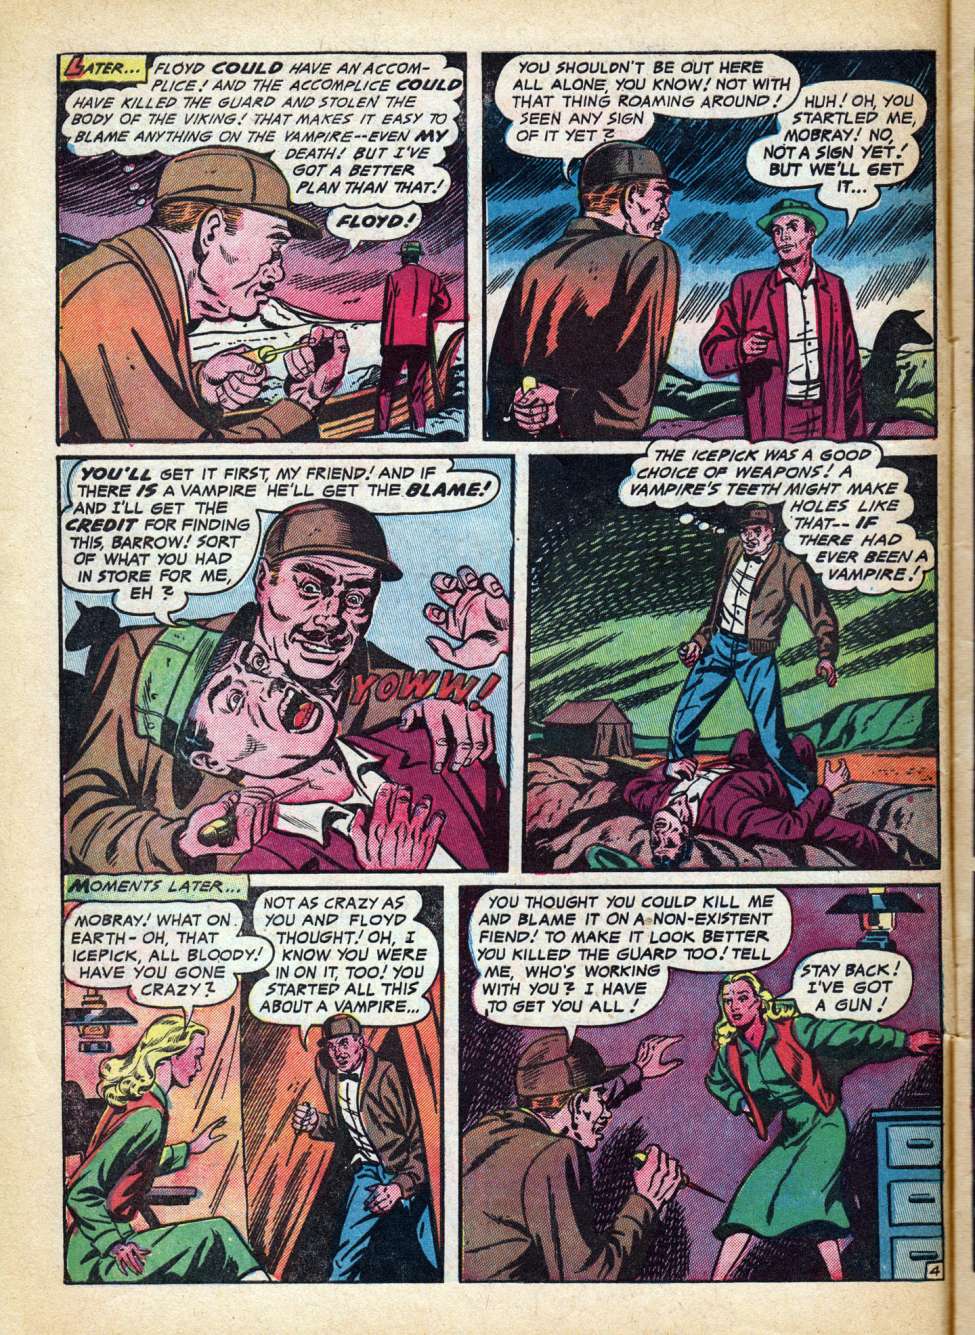 LATER...
FLOYD COULD HAVE AN ACCOM-
PLICE! AND THE ACCOMPLICE COULD
HAVE KILLED THE GUARD AND STOLEN THE
BODY OF THE VIKING! THAT MAKES IT EASY TO
BLAME ANYTHING ON THE VAMPIRE--EVEN MY
DEATH! BUT I'VE
GOT A BETTER
PLAN THAN THAT!
FLOYD!
YOU SHOULDN'T BE OUT HERE
ALL ALONE, YOU KNOW! NOT WITH
THAT THING ROAMING AROUND!
SEEN ANY SIGN
OF IT YET?
HUH! OH, YOU
STARTLED ME,
MOBRAY! NO,
NOT A SIGN YET!
BUT WE'LL GET
IT...
YOU'LL GET IT FIRST, MY FRIEND! AND IF
THERE IS A VAMPIRE HE'LL GET THE BLAME!
AND I'LL GET THE
CREDIT FOR FINDING
THIS, BARROW! SORT
OF WHAT YOU HAD
IN STORE FOR ME,
EH?
YOWW!
THE ICEPICK WAS A GOOD
CHOICE OF WEAPONS! A
VAMPIRE'S TEETH MIGHT MAKE
HOLES LIKE
THAT-- IF
THERE HAD
EVER BEEN A
VAMPIRE!
MOMENTS LATER...
MOBRAY! WHAT ON
EARTH- OH, THAT
ICEPICK, ALL BLOODY!
HAVE YOU GONE
CRAZY?
NOT AS CRAZY AS
YOU AND FLOYD
THOUGHT! OH, I
KNOW YOU WERE
IN ON IT, TOO! YOU
STARTED ALL THIS
ABOUT A VAMPIRE...
YOU THOUGHT YOU COULD KILL ME
AND BLAME IT ON A NON-EXISTENT
FIEND! TO MAKE IT LOOK BETTER
YOU KILLED THE GUARD TOO! TELL
ME, WHO'S WORKING
WITH YOU? I HAVE
TO GET YOU ALL!
STAY BACK!
I'VE GOT
A GUN!
4